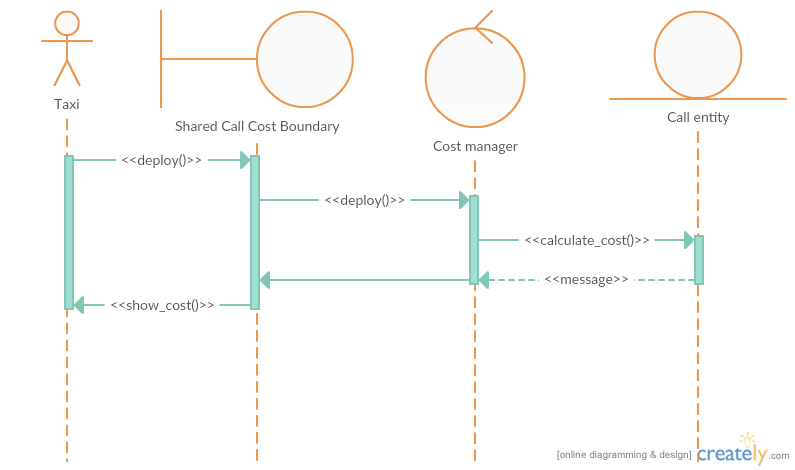 Taxi
Shared Call Cost Boundary
Cost manager
Call entity
<<deploy()>>
<<deploy()>>
<<calculate_cost()>>
<<message>>
<<show_cost()>>
[online diagramming & design] creately.com